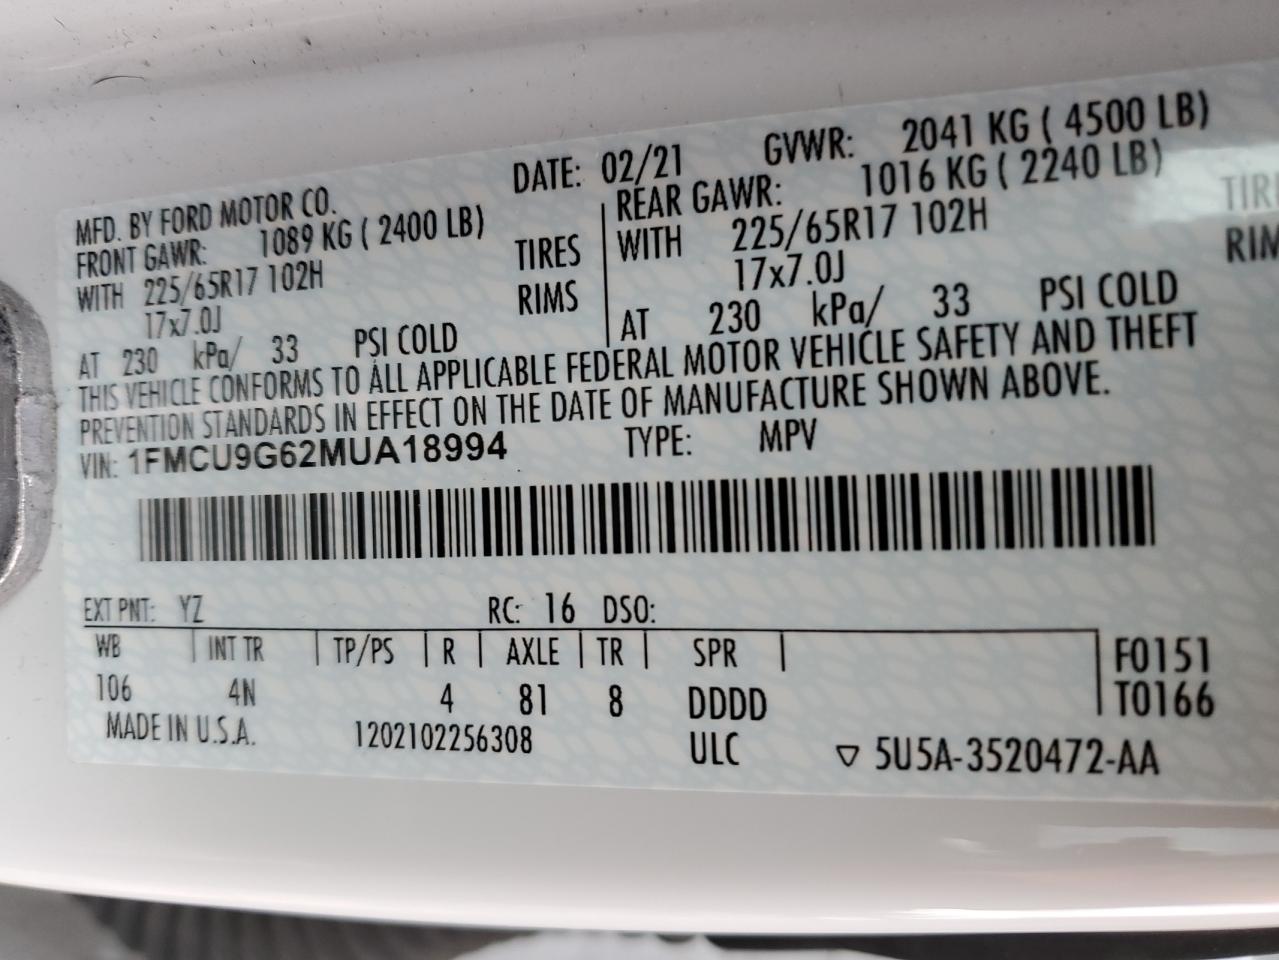 MFD. BY FORD MOTOR CO. DATE: 02/21 GVWR: 2041 KG ( 4500 LB)
FRONT GAWR: 1089 KG ( 2400 LB) REAR GAWR: 1016 KG ( 2240 LB)
WITH 225/65R17 102H TIRES WITH 225/65R17 102H TIR
17x7.0J RIMS 17x7.0J RIM
AT 230 kPa/ 33 PSI COLD AT 230 kPa/ 33 PSI COLD
THIS VEHICLE CONFORMS TO ALL APPLICABLE FEDERAL MOTOR VEHICLE SAFETY AND THEFT
PREVENTION STANDARDS IN EFFECT ON THE DATE OF MANUFACTURE SHOWN ABOVE.
VIN: 1FMCU9G62MUA18994 TYPE: MPV
EXT PNT: YZ RC: 16 DSO:
WB INT TR TP/PS R AXLE TR SPR F0151
106 4N 4 81 8 DDDD T0166
MADE IN U.S.A. 1202102256308 ULC ▽ 5U5A-3520472-AA